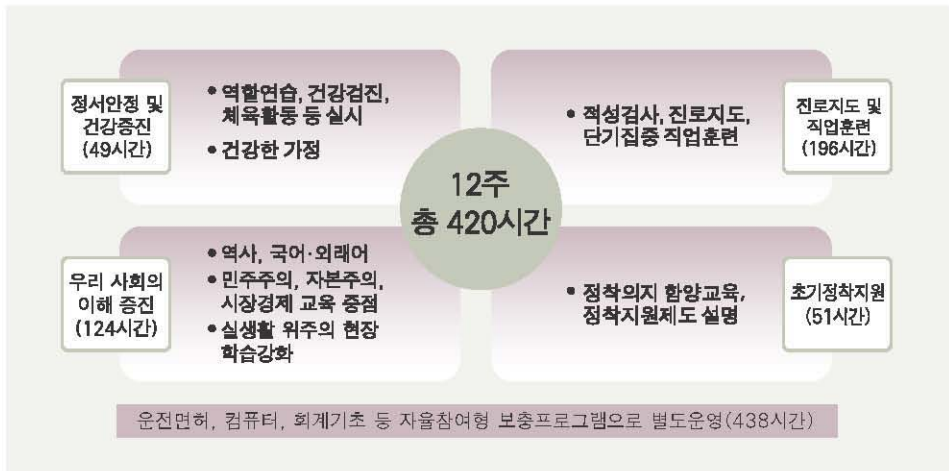 정서안정 및
건강증진
(49시간)
• 역할연습, 건강검진,
체육활동 등 실시
• 건강한 가정
• 적성검사, 진로지도,
단기집중 직업훈련
진로지도 및
직업훈련
(196시간)
12주
총 420시간
우리 사회의
이해 증진
(124시간)
• 역사, 국어·외래어
• 민주주의, 자본주의,
시장경제 교육 중점
• 실생활 위주의 현장
학습강화
• 정착의지 함양교육,
정착지원제도 설명
초기정착지원
(51시간)
운전면허, 컴퓨터, 회계기초 등 자율참여형 보충프로그램으로 별도운영(438시간)